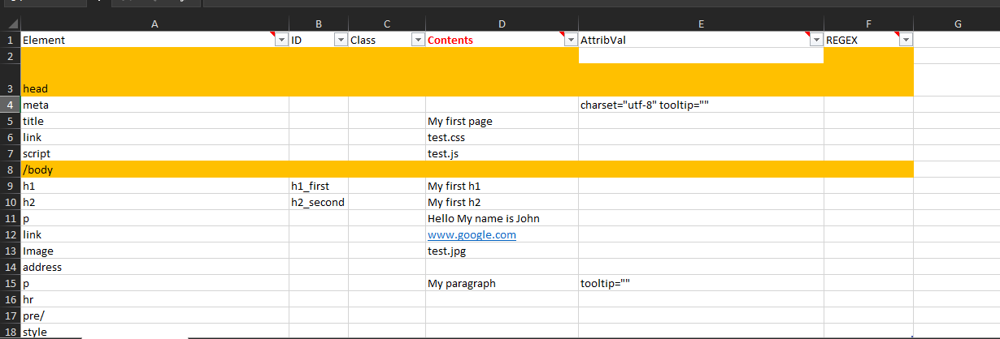 A B C D E F G
1 Element ID Class Contents AttribVal REGEX
2
3 head
4 meta charset="utf-8" tooltip=""
5 title My first page
6 link test.css
7 script test.js
8 /body
9 h1 h1_first My first h1
10 h2 h2_second My first h2
11 p Hello My name is John
12 link www.google.com
13 Image test.jpg
14 address
15 p My paragraph tooltip=""
16 hr
17 pre/
18 style